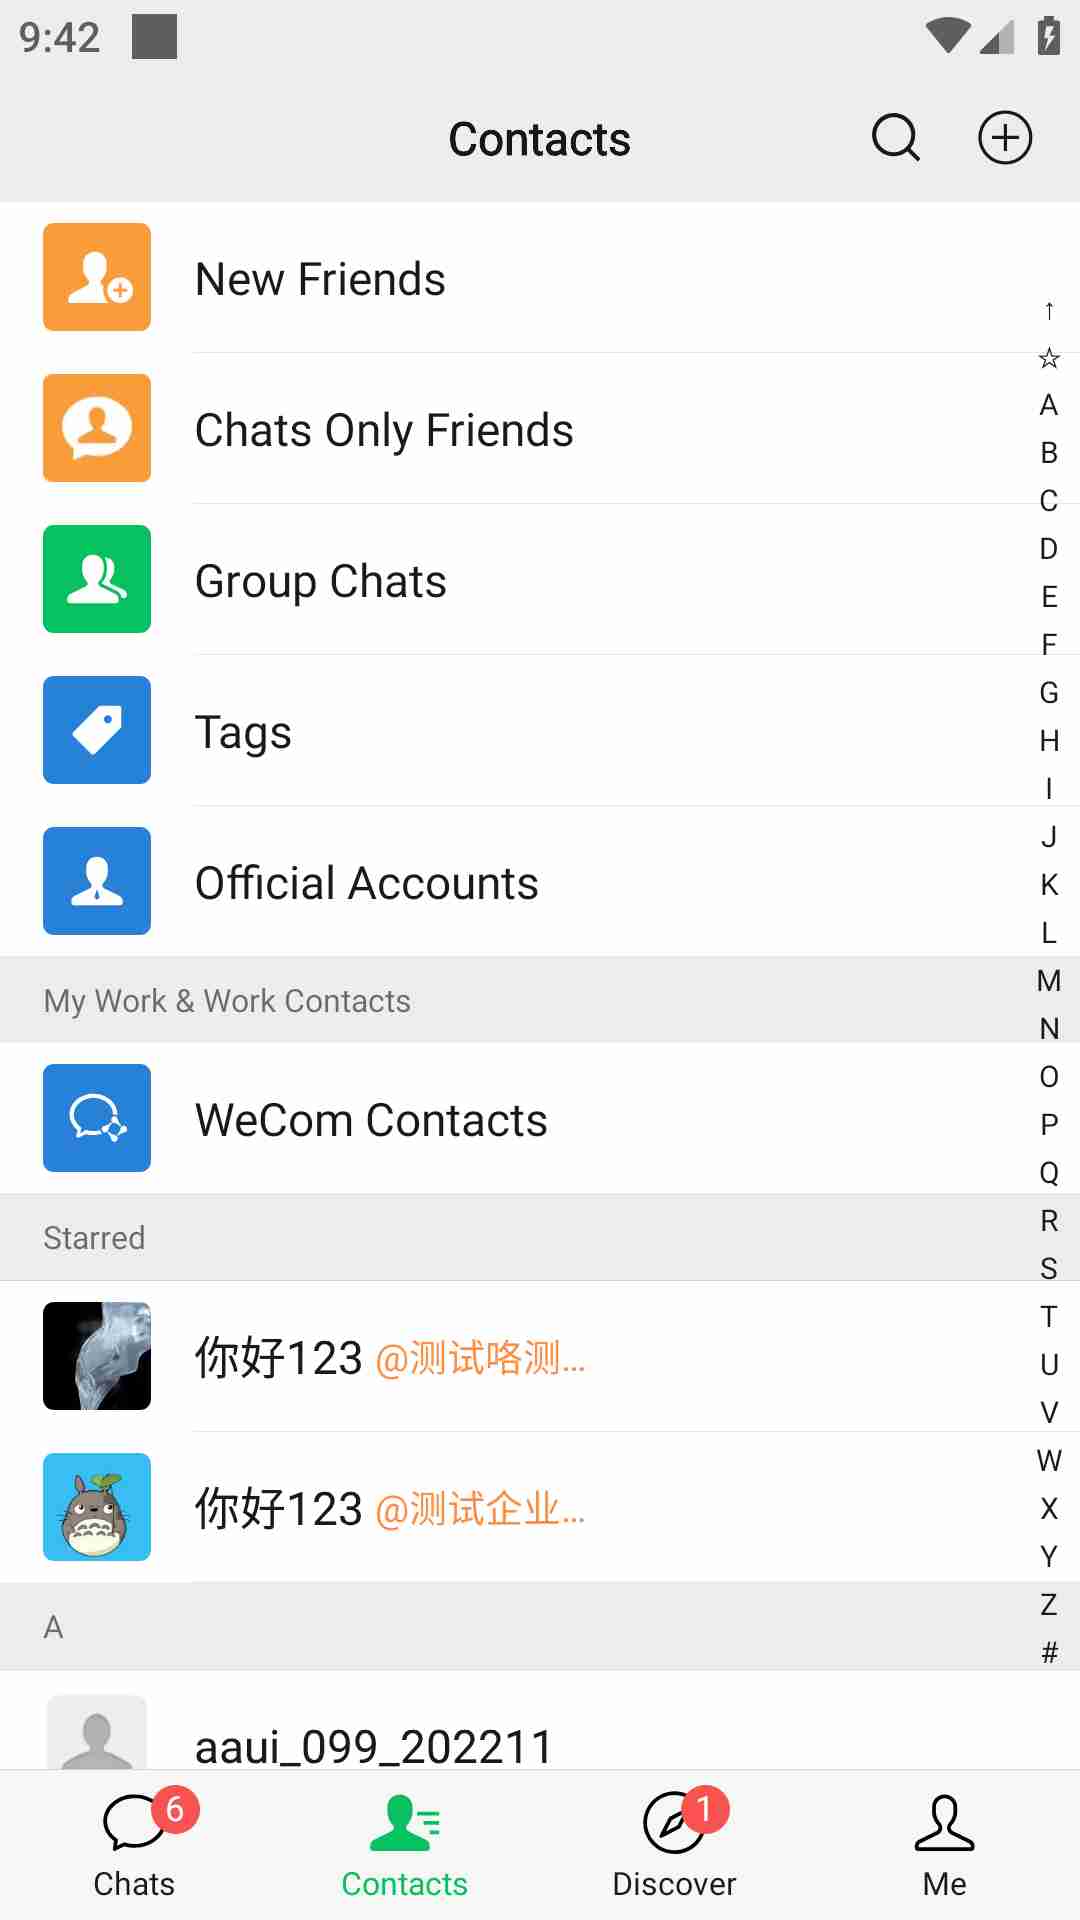 9:42
Contacts
New Friends
Chats Only Friends
Group Chats
Tags
Official Accounts
My Work & Work Contacts
WeCom Contacts
Starred
你好123 @测试咯测...
你好123 @测试企业...
A
aaui_099_202211
↑
☆
A
B
C
D
E
F
G
H
I
J
K
L
M
N
O
P
Q
R
S
T
U
V
W
X
Y
Z
#
6
1
Chats
Contacts
Discover
Me